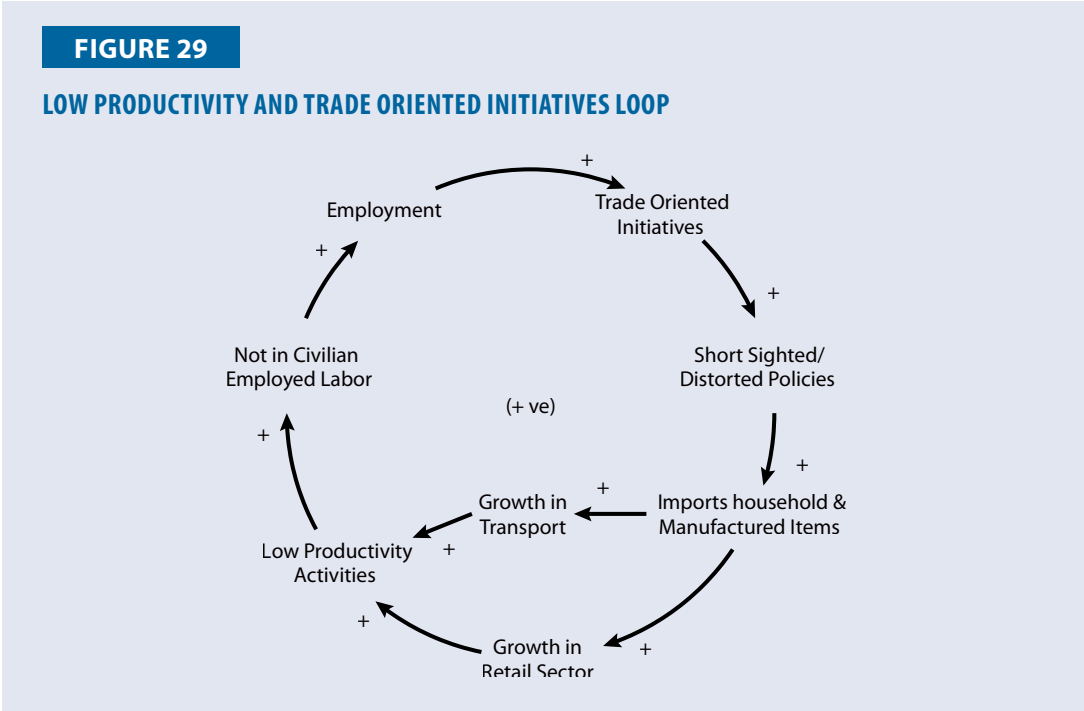 FIGURE 29
LOW PRODUCTIVITY AND TRADE ORIENTED INITIATIVES LOOP
+
Employment
Trade Oriented
Initiatives
+
+
Not in Civilian
Employed Labor
Short Sighted/
Distorted Policies
(+ ve)
+
+
+
Growth in
Transport
Imports household &
Manufactured Items
+
Low Productivity
Activities
+
+
Growth in
Retail Sector